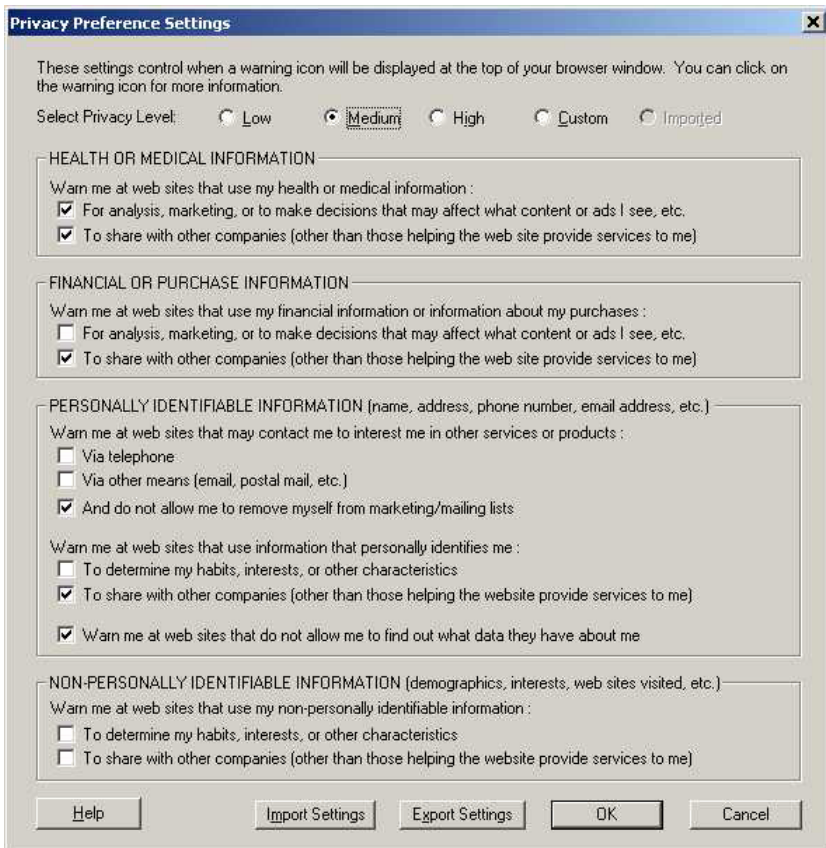 Privacy Preference Settings
These settings control when a warning icon will be displayed at the top of your browser window. You can click on
the warning icon for more information.
Select Privacy Level: Low Medium High Custom Imported
HEALTH OR MEDICAL INFORMATION
Warn me at web sites that use my health or medical information :
For analysis, marketing, or to make decisions that may affect what content or ads I see, etc.
To share with other companies (other than those helping the web site provide services to me)
FINANCIAL OR PURCHASE INFORMATION
Warn me at web sites that use my financial information or information about my purchases :
For analysis, marketing, or to make decisions that may affect what content or ads I see, etc.
To share with other companies (other than those helping the web site provide services to me)
PERSONALLY IDENTIFIABLE INFORMATION (name, address, phone number, email address, etc.)
Warn me at web sites that may contact me to interest me in other services or products :
Via telephone
Via other means (email, postal mail, etc.)
And do not allow me to remove myself from marketing/mailing lists
Warn me at web sites that use information that personally identifies me :
To determine my habits, interests, or other characteristics
To share with other companies (other than those helping the website provide services to me)
Warn me at web sites that do not allow me to find out what data they have about me
NON-PERSONALLY IDENTIFIABLE INFORMATION (demographics, interests, web sites visited, etc.)
Warn me at web sites that use my non-personally identifiable information :
To determine my habits, interests, or other characteristics
To share with other companies (other than those helping the website provide services to me)
Help Import Settings Export Settings OK Cancel